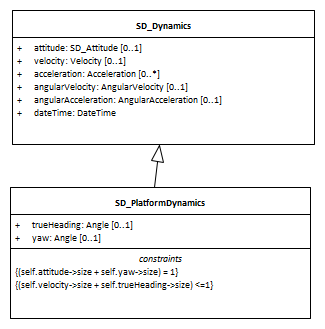 SD_Dynamics
+ attitude: SD_Attitude [0..1]
+ velocity: Velocity [0..1]
+ acceleration: Acceleration [0..*]
+ angularVelocity: AngularVelocity [0..1]
+ angularAcceleration: AngularAcceleration [0..1]
+ dateTime: DateTime
SD_PlatformDynamics
+ trueHeading: Angle [0..1]
+ yaw: Angle [0..1]
constraints
{(self.attitude->size + self.yaw->size) = 1}
{(self.velocity->size + self.trueHeading->size) <=1}